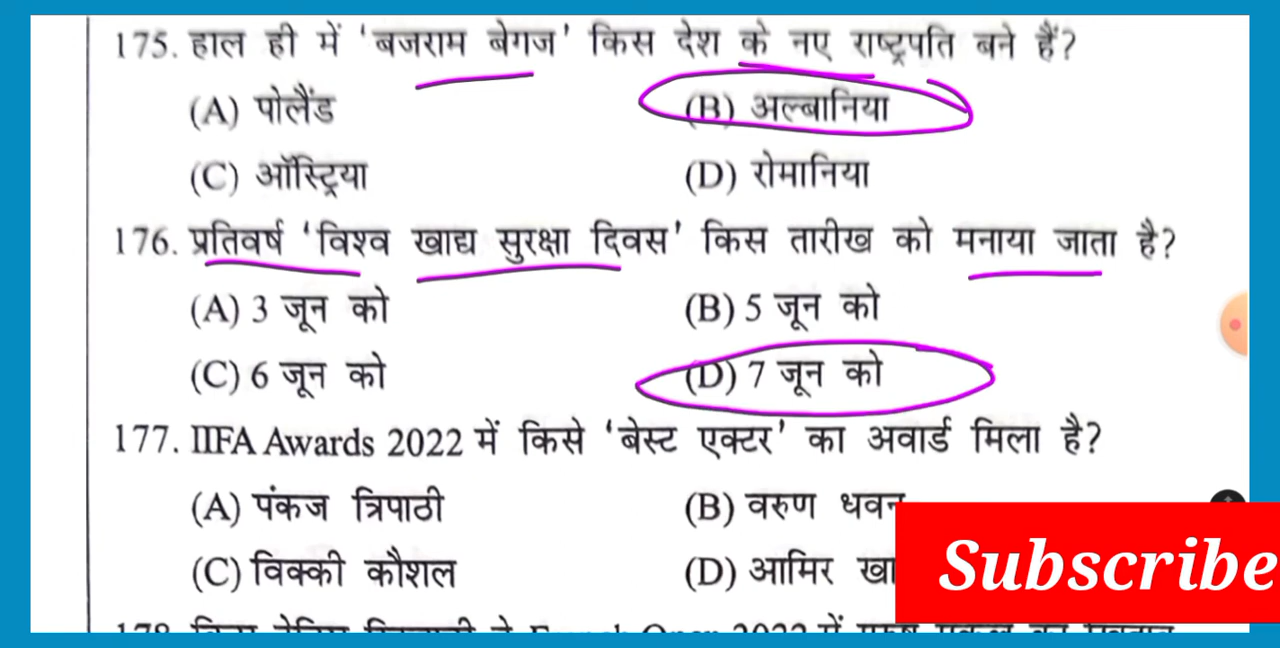 175. हाल ही में ‘बजराम बेगज’ किस देश के नए राष्ट्रपति बने हैं?
(A) पोलैंड (B) अल्बानिया
(C) ऑस्ट्रिया (D) रोमानिया
176. प्रतिवर्ष ‘विश्व खाद्य सुरक्षा दिवस’ किस तारीख को मनाया जाता है?
(A) 3 जून को (B) 5 जून को
(C) 6 जून को (D) 7 जून को
177. IIFA Awards 2022 में किसे ‘बेस्ट एक्टर’ का अवार्ड मिला है?
(A) पंकज त्रिपाठी (B) वरुण धवन
(C) विक्की कौशल (D) आमिर
Subscribe